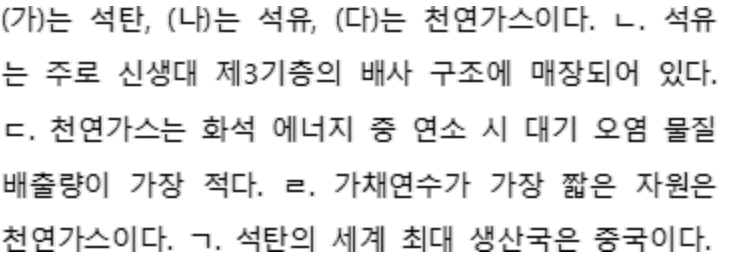 (가)는 석탄, (나)는 석유, (다)는 천연가스이다. ㄴ. 석유
는 주로 신생대 제3기층의 배사 구조에 매장되어 있다.
ㄷ. 천연가스는 화석 에너지 중 연소 시 대기 오염 물질
배출량이 가장 적다. ㄹ. 가채연수가 가장 짧은 자원은
천연가스이다. ㄱ. 석탄의 세계 최대 생산국은 중국이다.